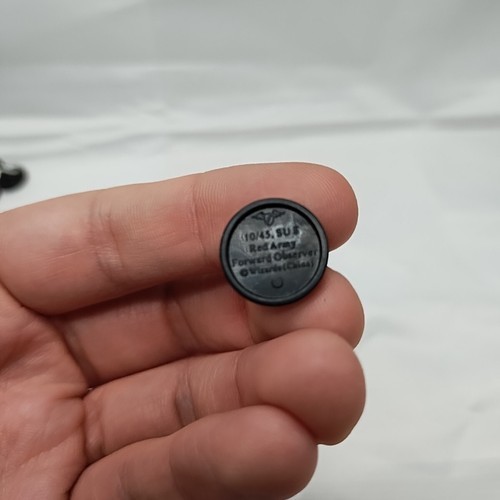 10/45, SU E
Red Army
Forward Observer
©Wizards(China)